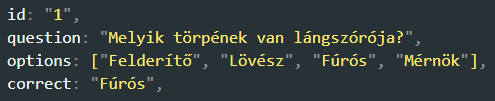 id: "1",
question: "Melyik törpének van lángszórója?",
options: ["Felderítő", "Lövész", "Fúrós", "Mérnök"],
correct: "Fúrós",